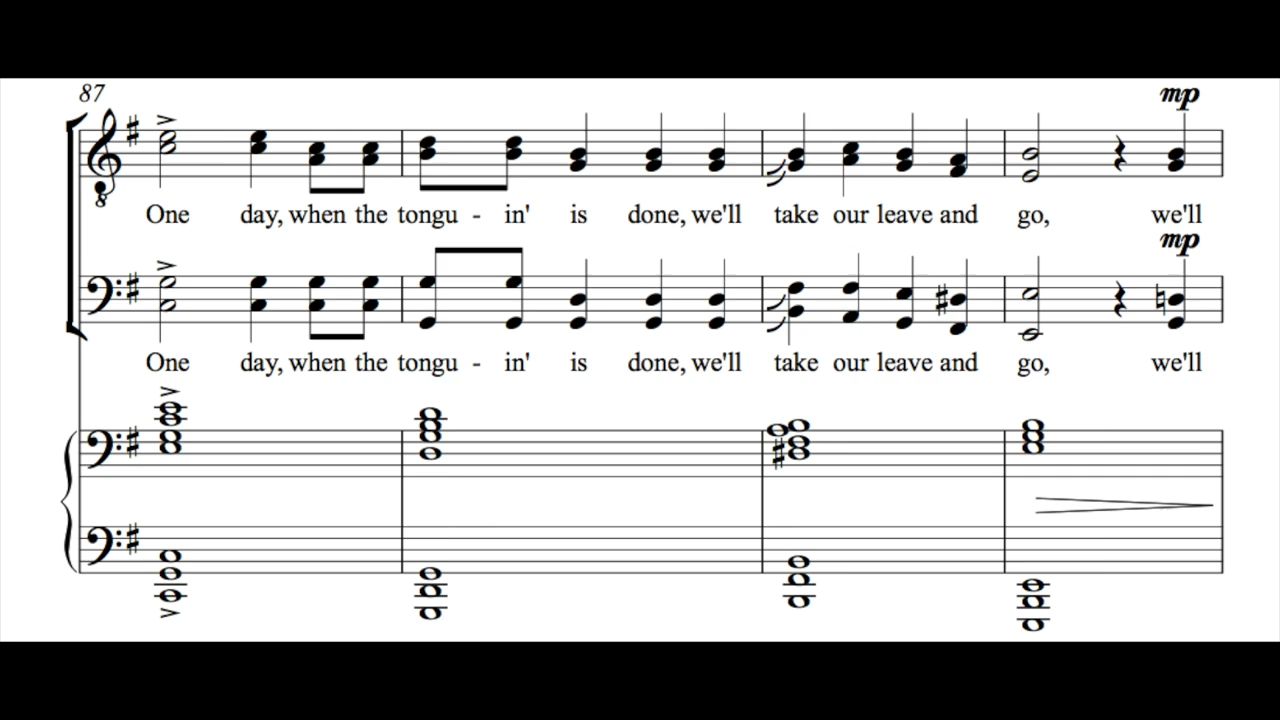 87
mp
8
One day, when the tongu - in' is done, we'll take our leave and go, we'll
mp
One day, when the tongu - in' is done, we'll take our leave and go, we'll